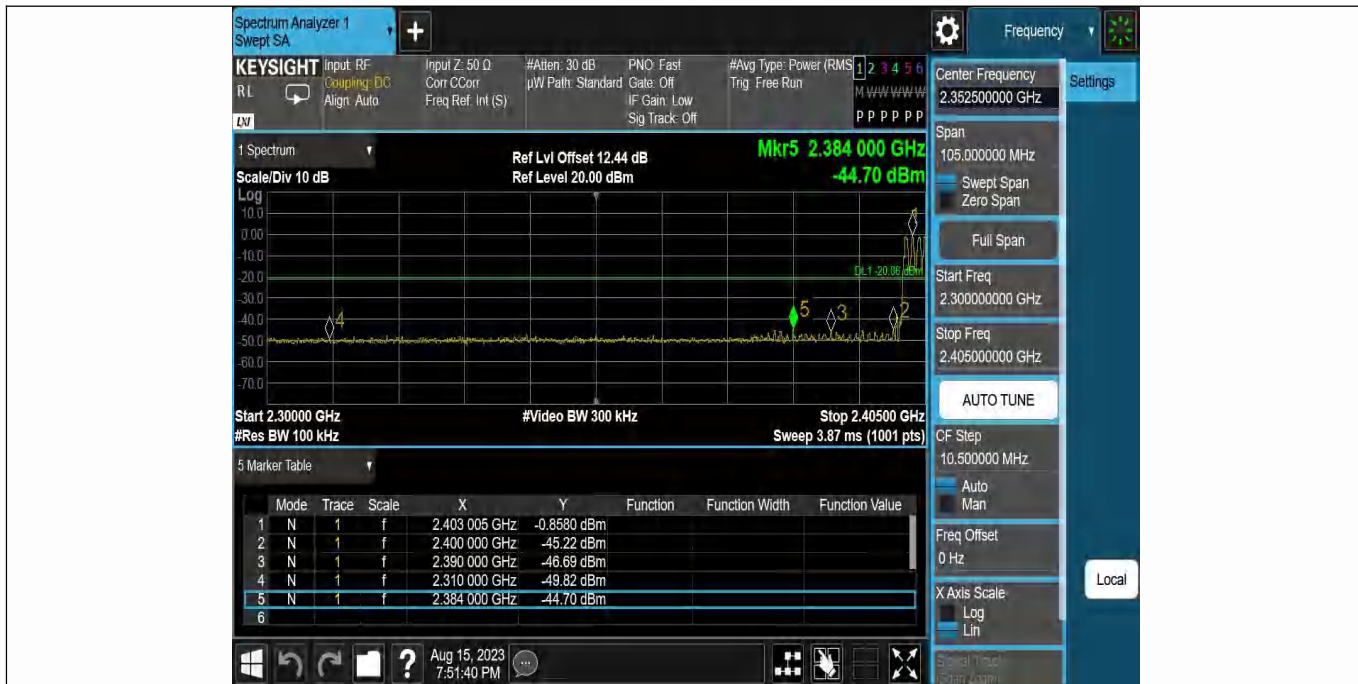 Spectrum Analyzer 1
Swept SA
Frequency
KEYSIGHT
RL
LXI
Input: RF
Coupling: DC
Align: Auto
Input Z: 50 Ω
Corr CCorr
Freq Ref: Int (S)
#Atten: 30 dB
µW Path: Standard
PNO: Fast
Gate: Off
IF Gain: Low
Sig Track: Off
#Avg Type: Power (RMS
Trig: Free Run
1 2 3 4 5 6
M W W W W W
P P P P P P
1 Spectrum
Scale/Div 10 dB
Ref Lvl Offset 12.44 dB
Ref Level 20.00 dBm
Mkr5 2.384 000 GHz
-44.70 dBm
Log
10.0
0.00
-10.0
-20.0
-30.0
-40.0
-50.0
-60.0
-70.0
1
DL1 -20.86 dBm
5
3
2
4
Start 2.30000 GHz
#Video BW 300 kHz
Stop 2.40500 GHz
#Res BW 100 kHz
Sweep 3.87 ms (1001 pts)
5 Marker Table
Mode Trace Scale X Y Function Function Width Function Value
1 N 1 f 2.403 005 GHz -0.8580 dBm
2 N 1 f 2.400 000 GHz -45.22 dBm
3 N 1 f 2.390 000 GHz -46.69 dBm
4 N 1 f 2.310 000 GHz -49.82 dBm
5 N 1 f 2.384 000 GHz -44.70 dBm
6
Aug 15, 2023
7:51:40 PM
Center Frequency
2.352500000 GHz
Settings
Span
105.000000 MHz
Swept Span
Zero Span
Full Span
Start Freq
2.300000000 GHz
Stop Freq
2.405000000 GHz
AUTO TUNE
CF Step
10.500000 MHz
Auto
Man
Freq Offset
0 Hz
X Axis Scale
Log
Lin
Local
Signal Track
(Span Zoom)